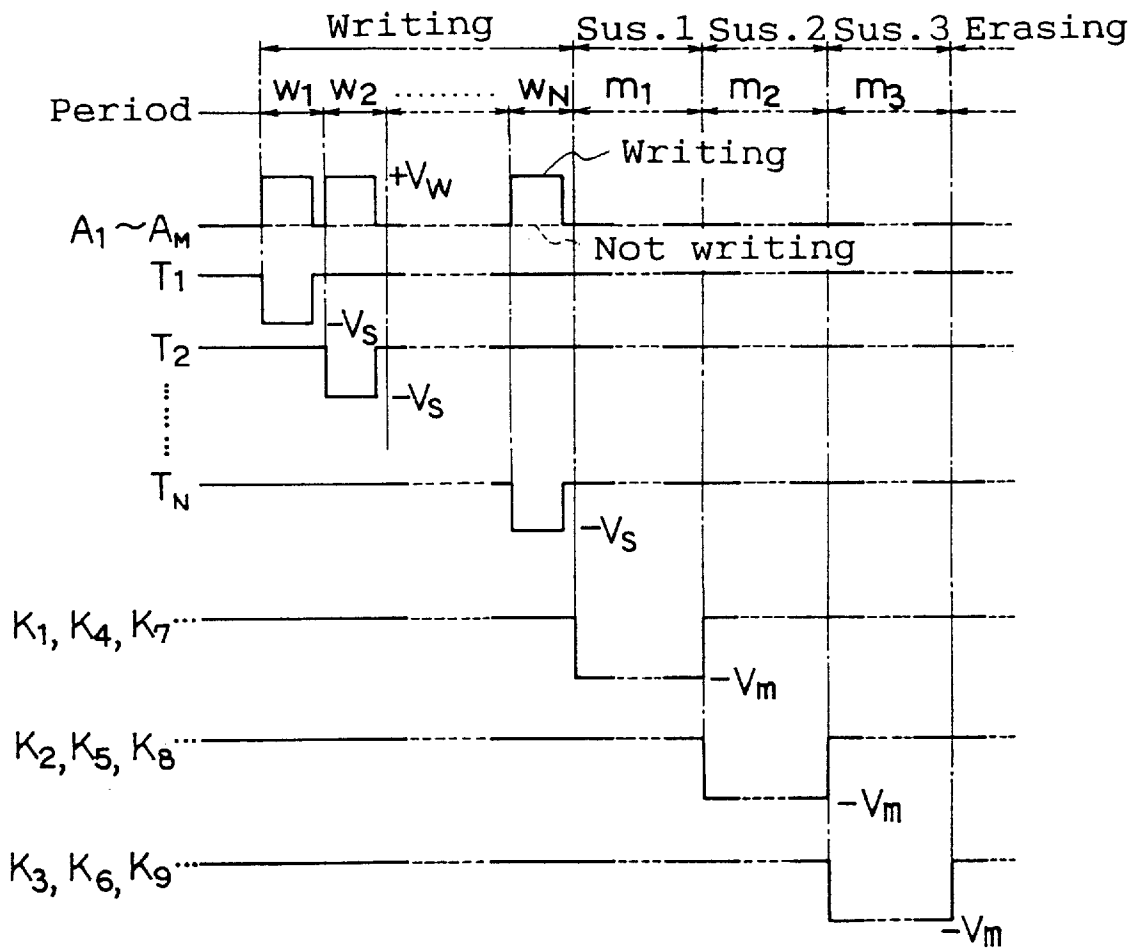 Writing Sus.1 Sus.2 Sus.3 Erasing
Period W1 W2 ......... WN m1 m2 m3
Writing
+VW
A1~AM
Not writing
T1
-VS
T2
-VS
......
TN
-VS
K1, K4, K7...
-Vm
K2, K5, K8...
-Vm
K3, K6, K9...
-Vm